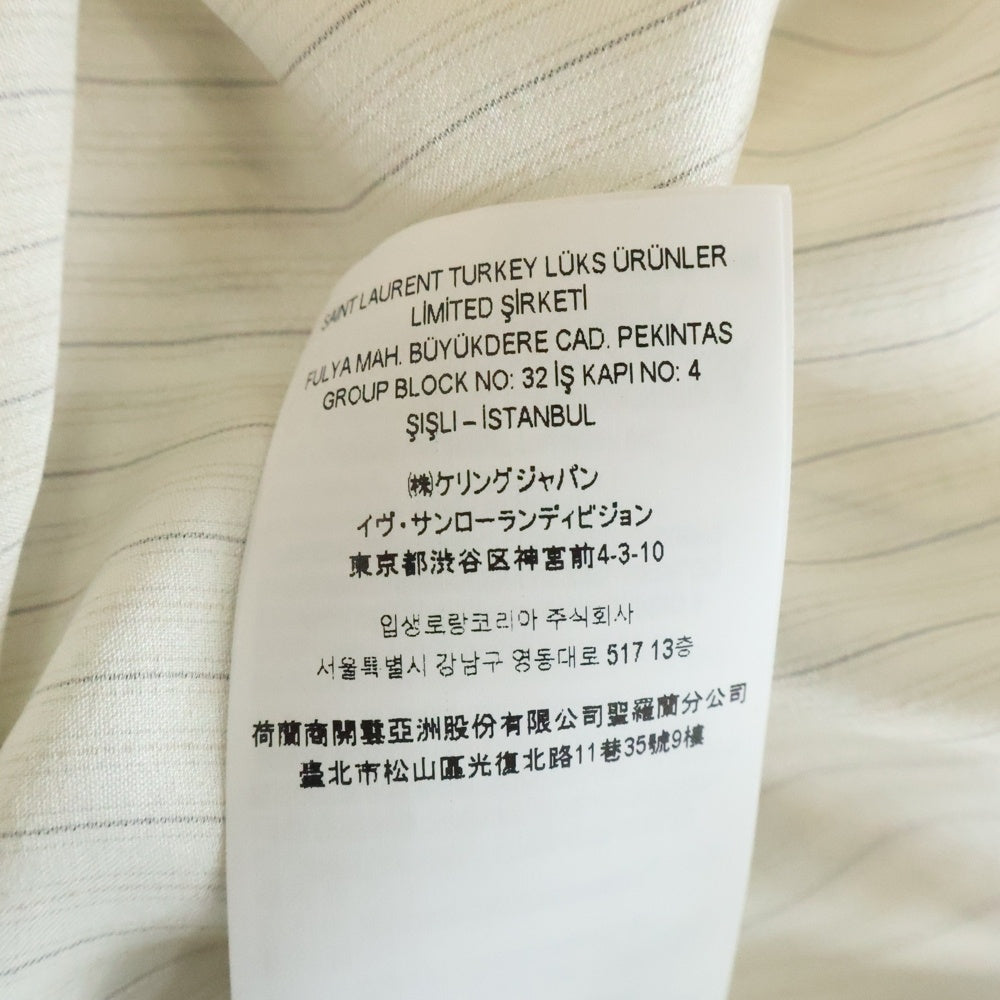 SAINT LAURENT TURKEY LÜKS ÜRÜNLER
LİMİTED ŞİRKETİ
FULYA MAH. BÜYÜKDERE CAD. PEKINTAS
GROUP BLOCK NO: 32 İŞ KAPI NO: 4
ŞIŞLI – İSTANBUL
㈱ケリングジャパン
イヴ・サンローランディビジョン
東京都渋谷区神宮前4-3-10
입생로랑코리아 주식회사
서울특별시 강남구 영동대로 517 13층
荷蘭商開雲亞洲股份有限公司聖羅蘭分公司
臺北市松山區光復北路11巷35號9樓